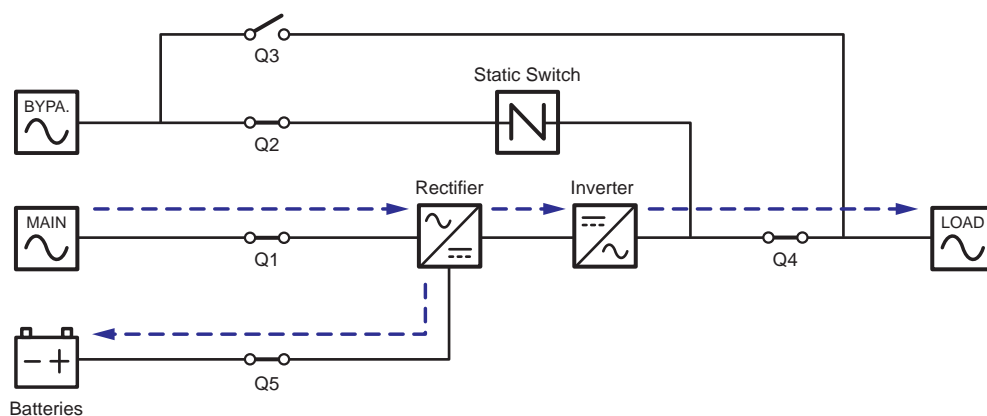 Q3
Static Switch
BYPA.
Q2
Rectifier
Inverter
MAIN
LOAD
Q1
Q4
Q5
Batteries